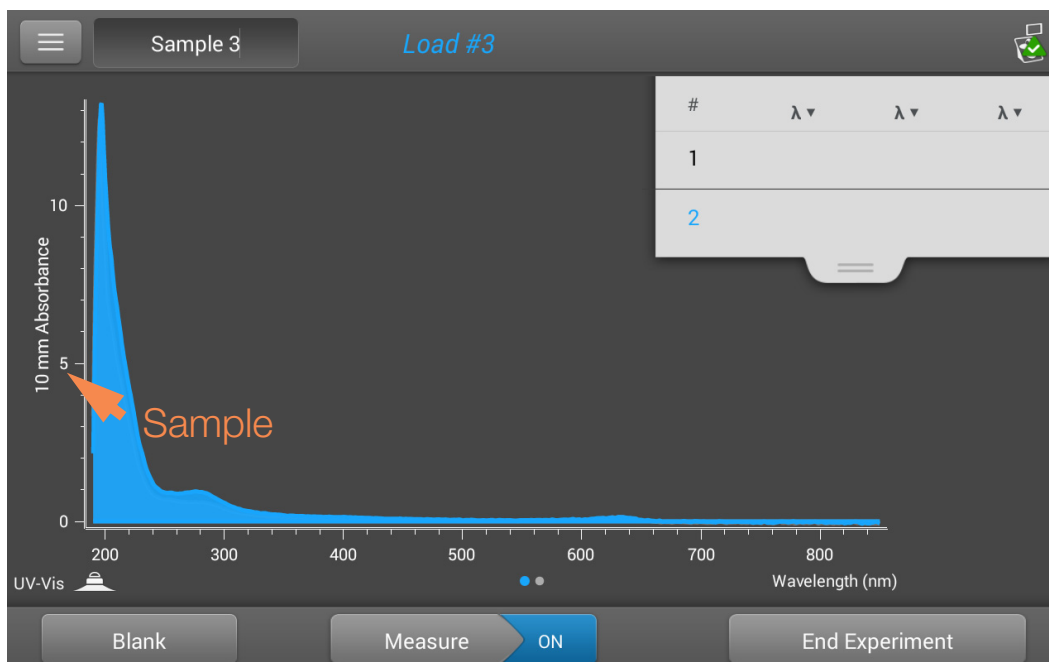 Sample 3
Load #3
# λ ▾ λ ▾ λ ▾
1
2
10
5
0
10 mm Absorbance
Sample
200 300 400 500 600 700 800
UV-Vis
Wavelength (nm)
Blank
Measure
ON
End Experiment